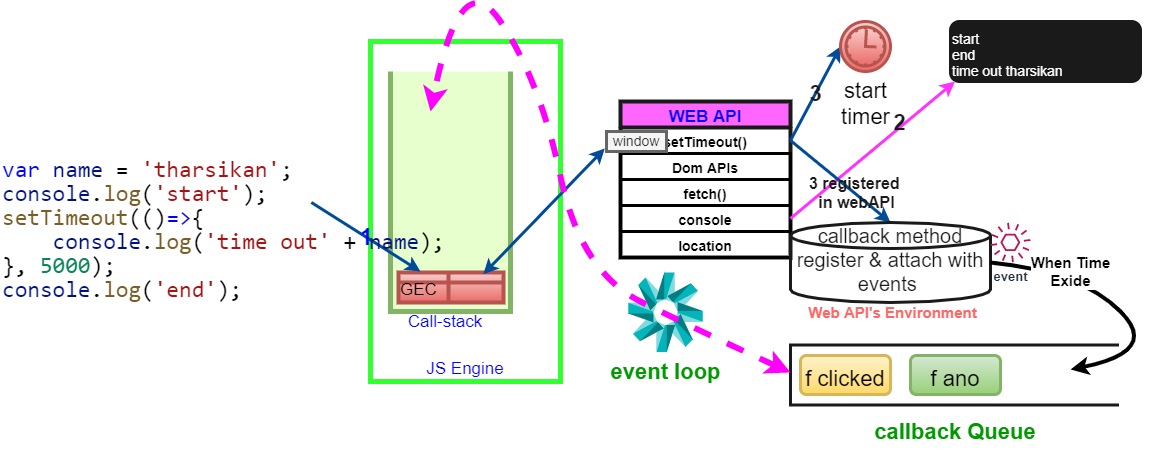 var name = 'tharsikan';
console.log('start');
setTimeout(()=>{
console.log('time out' + name);
}, 5000);
console.log('end');
1
GEC
Call-stack
JS Engine
WEB API
window
setTimeout()
Dom APIs
fetch()
console
location
3
start
timer
2
start
end
time out tharsikan
3 registered
in webAPI
callback method
register & attach with
events
Web API's Environment
event
When Time
Exide
event loop
f clicked
f ano
callback Queue